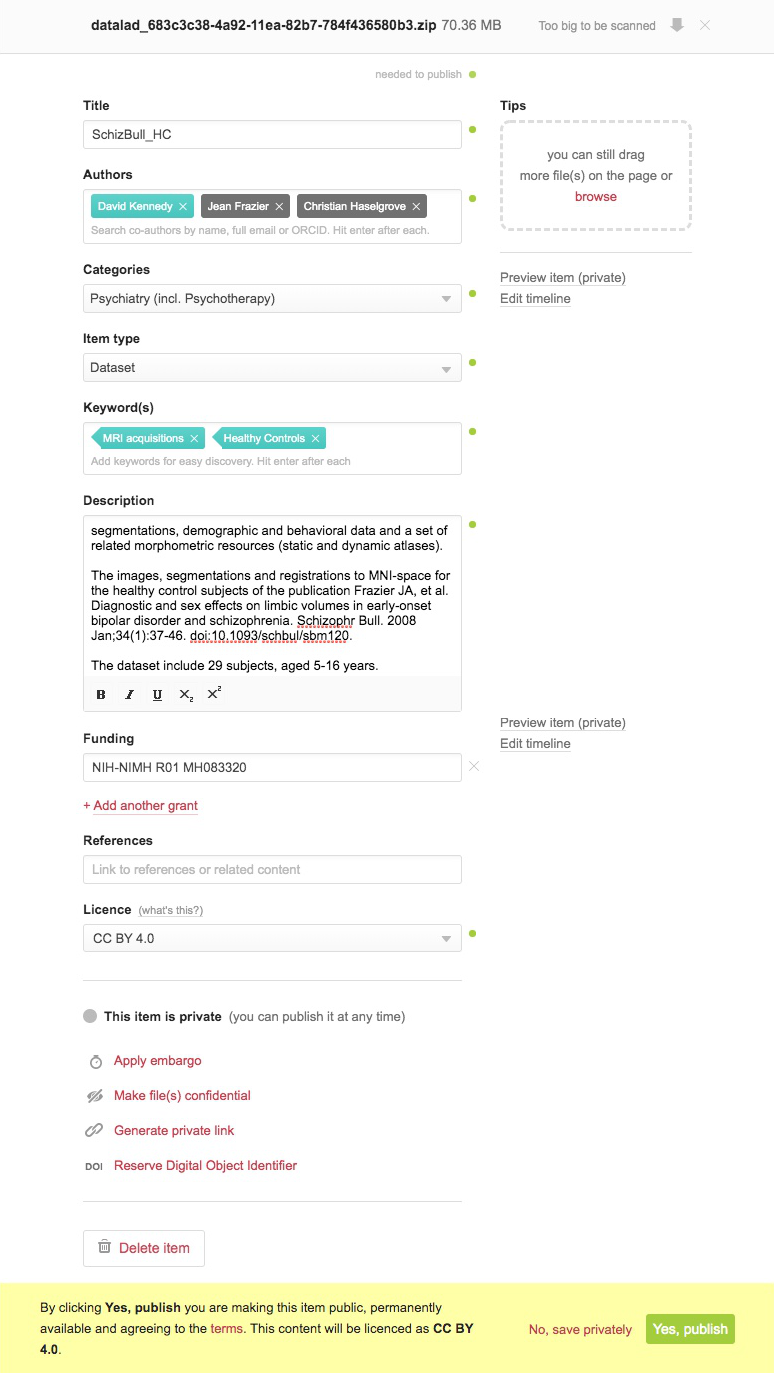 datalad_683c3c38-4a92-11ea-82b7-784f436580b3.zip 70.36 MB Too big to be scanned
needed to publish
Title
SchizBull_HC
Authors
David Kennedy × Jean Frazier × Christian Haselgrove ×
Search co-authors by name, full email or ORCID. Hit enter after each.
Categories
Psychiatry (incl. Psychotherapy)
Item type
Dataset
Keyword(s)
MRI acquisitions × Healthy Controls ×
Add keywords for easy discovery. Hit enter after each
Description
segmentations, demographic and behavioral data and a set of
related morphometric resources (static and dynamic atlases).
The images, segmentations and registrations to MNI-space for
the healthy control subjects of the publication Frazier JA, et al.
Diagnostic and sex effects on limbic volumes in early-onset
bipolar disorder and schizophrenia. Schizophr Bull. 2008
Jan;34(1):37-46. doi:10.1093/schbul/sbm120.
The dataset include 29 subjects, aged 5-16 years.
B I U X2 X2
Funding
NIH-NIMH R01 MH083320
+ Add another grant
References
Link to references or related content
Licence (what's this?)
CC BY 4.0
This item is private (you can publish it at any time)
Apply embargo
Make file(s) confidential
Generate private link
DOI Reserve Digital Object Identifier
Delete item
Tips
you can still drag
more file(s) on the page or
browse
Preview item (private)
Edit timeline
Preview item (private)
Edit timeline
By clicking Yes, publish you are making this item public, permanently
available and agreeing to the terms. This content will be licenced as CC BY
4.0.
No, save privately
Yes, publish